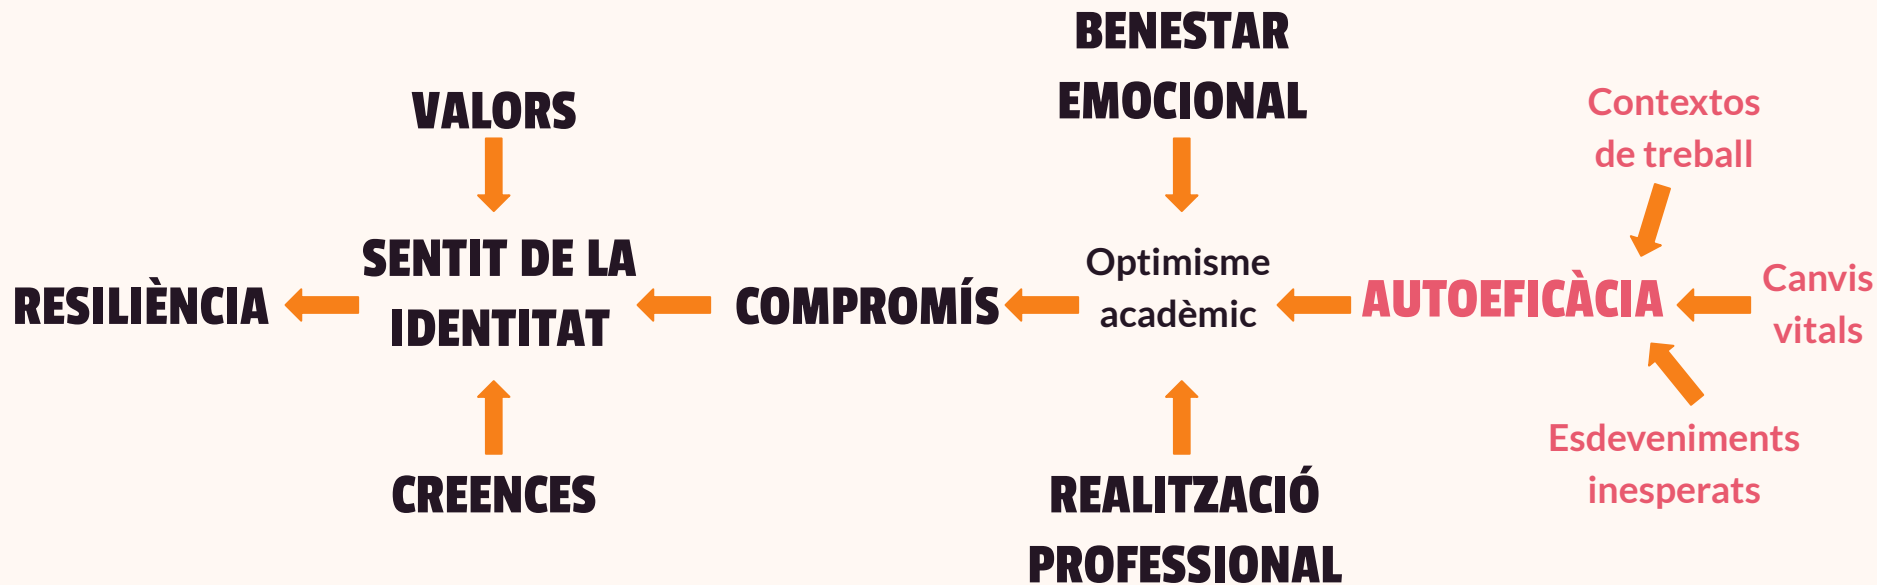 BENESTAR
EMOCIONAL
VALORS
Contextos
de treball
SENTIT DE LA
IDENTITAT
RESILIÈNCIA
COMPROMÍS
Optimisme
acadèmic
AUTOEFICÀCIA
Canvis
vitals
CREENCES
REALITZACIÓ
PROFESSIONAL
Esdeveniments
inesperats